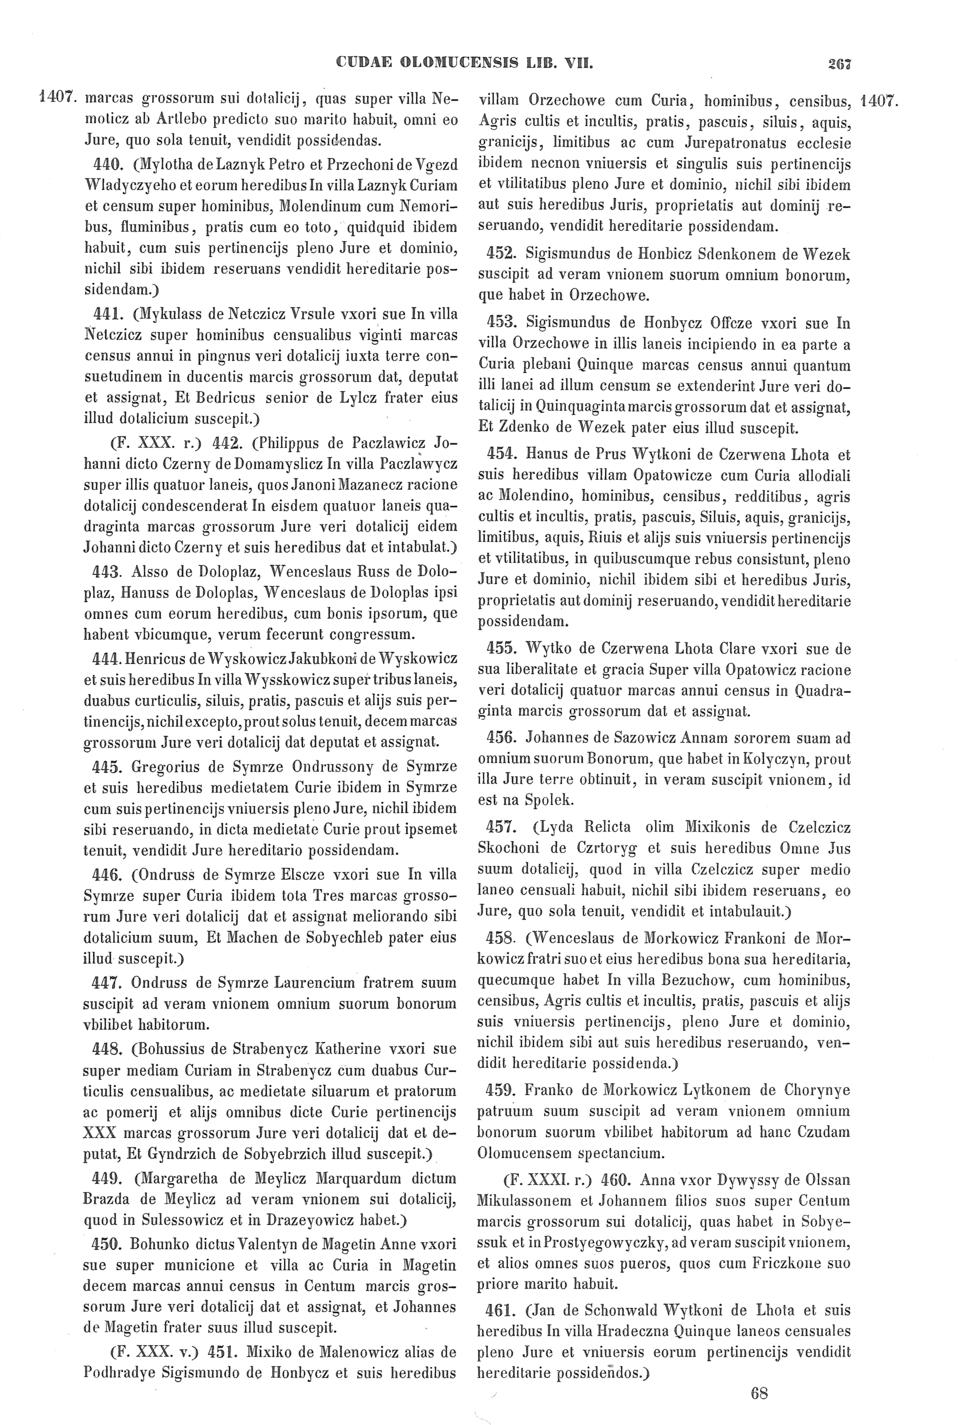 CUDAE OLOMUCENSIS LIB. VII. 267
1407. marcas grossorum sui dotalicij, quas super villa Ne-
moticz ab Artlebo predicto suo marito habuit, omni eo
Jure, quo sola tenuit, vendidit possidendas.
440. (Mylotha de Laznyk Petro et Przechoni de Vgezd
Wladyczyeho et eorum heredibus In villa Laznyk Curiam
et censum super hominibus, Molendinum cum Nemori-
bus, fluminibus, pratis cum eo toto, quidquid ibidem
habuit, cum suis pertinencijs pleno Jure et dominio,
nichil sibi ibidem reseruans vendidit hereditarie pos-
sidendam.)
441. (Mykulass de Netczicz Vrsule vxori sue In villa
Netczicz super hominibus censualibus viginti marcas
census annui in pingnus veri dotalicij iuxta terre con-
suetudinem in ducentis marcis grossorum dat, deputat
et assignat, Et Bedricus senior de Lylcz frater eius
illud dotalicium suscepit.)
(F. XXX. r.) 442. (Philippus de Paczlawicz Jo-
hanni dicto Czerny de Domamyslicz In villa Paczlawycz
super illis quatuor laneis, quos Janoni Mazanecz racione
dotalicij condescenderat In eisdem quatuor laneis qua-
draginta marcas grossorum Jure veri dotalicij eidem
Johanni dicto Czerny et suis heredibus dat et intabulat.)
443. Alsso de Doloplaz, Wenceslaus Russ de Dolo-
plaz, Hanuss de Doloplas, Wenceslaus de Doloplas ipsi
omnes cum eorum heredibus, cum bonis ipsorum, que
habent vbicumque, verum fecerunt congressum.
444. Henricus de Wyskowicz Jakubkoni de Wyskowicz
et suis heredibus In villa Wysskowicz super tribus laneis,
duabus curticulis, siluis, pratis, pascuis et alijs suis per-
tinencijs, nichil excepto, prout solus tenuit, decem marcas
grossorum Jure veri dotalicij dat deputat et assignat.
445. Gregorius de Symrze Ondrussony de Symrze
et suis heredibus medietatem Curie ibidem in Symrze
cum suis pertinencijs vniuersis pleno Jure, nichil ibidem
sibi reseruando, in dicta medietate Curie prout ipsemet
tenuit, vendidit Jure hereditario possidendam.
446. (Ondruss de Symrze Elscze vxori sue In villa
Symrze super Curia ibidem tota Tres marcas grosso-
rum Jure veri dotalicij dat et assignat meliorando sibi
dotalicium suum, Et Machen de Sobyechleb pater eius
illud suscepit.)
447. Ondruss de Symrze Laurencium fratrem suum
suscipit ad veram vnionem omnium suorum bonorum
vbilibet habitorum.
448. (Bohussius de Strabenycz Katherine vxori sue
super mediam Curiam in Strabenycz cum duabus Cur-
ticulis censualibus, ac medietate siluarum et pratorum
ac pomerij et alijs omnibus dicte Curie pertinencijs
XXX marcas grossorum Jure veri dotalicij dat et de-
putat, Et Gyndrzich de Sobyebrzich illud suscepit.)
449. (Margaretha de Meylicz Marquardum dictum
Brazda de Meylicz ad veram vnionem sui dotalicij,
quod in Sulessowicz et in Drazeyowicz habet.)
450. Bohunko dictus Valentyn de Magetin Anne vxori
sue super municione et villa ac Curia in Magetin
decem marcas annui census in Centum marcis gros-
sorum Jure veri dotalicij dat et assignat, et Johannes
de Magetin frater suus illud suscepit.
(F. XXX. v.) 451. Mixiko de Malenowicz alias de
Podhradye Sigismundo de Honbycz et suis heredibus
villam Orzechowe cum Curia, hominibus, censibus, 1407.
Agris cultis et incultis, pratis, pascuis, siluis, aquis,
granicijs, limitibus ac cum Jurepatronatus ecclesie
ibidem necnon vniuersis et singulis suis pertinencijs
et vtilitatibus pleno Jure et dominio, nichil sibi ibidem
aut suis heredibus Juris, proprietatis aut dominij re-
seruando, vendidit hereditarie possidendam.
452. Sigismundus de Honbicz Sdenkonem de Wezek
suscipit ad veram vnionem suorum omnium bonorum,
que habet in Orzechowe.
453. Sigismundus de Honbycz Offcze vxori sue In
villa Orzechowe in illis laneis incipiendo in ea parte a
Curia plebani Quinque marcas census annui quantum
illi lanei ad illum censum se extenderint Jure veri do-
talicij in Quinquaginta marcis grossorum dat et assignat,
Et Zdenko de Wezek pater eius illud suscepit.
454. Hanus de Prus Wytkoni de Czerwena Lhota et
suis heredibus villam Opatowicze cum Curia allodiali
ac Molendino, hominibus, censibus, redditibus, agris
cultis et incultis, pratis, pascuis, Siluis, aquis, granicijs,
limitibus, aquis, Riuis et alijs suis vniuersis pertinencijs
et vtilitatibus, in quibuscumque rebus consistunt, pleno
Jure et dominio, nichil ibidem sibi et heredibus Juris,
proprietatis aut dominij reseruando, vendidit hereditarie
possidendam.
455. Wytko de Czerwena Lhota Clare vxori sue de
sua liberalitate et gracia Super villa Opatowicz racione
veri dotalicij quatuor marcas annui census in Quadra-
ginta marcis grossorum dat et assignat.
456. Johannes de Sazowicz Annam sororem suam ad
omnium suorum Bonorum, que habet in Kolyczyn, prout
illa Jure terre obtinuit, in veram suscipit vnionem, id
est na Spolek.
457. (Lyda Relicta olim Mixikonis de Czelczicz
Skochoni de Czrtoryg et suis heredibus Omne Jus
suum dotalicij, quod in villa Czelczicz super medio
laneo censuali habuit, nichil sibi ibidem reseruans, eo
Jure, quo sola tenuit, vendidit et intabulauit.)
458. (Wenceslaus de Morkowicz Frankoni de Mor-
kowicz fratri suo et eius heredibus bona sua hereditaria,
quecumque habet In villa Bezuchow, cum hominibus,
censibus, Agris cultis et incultis, pratis, pascuis et alijs
suis vniuersis pertinencijs, pleno Jure et dominio,
nichil ibidem sibi aut suis heredibus reseruando, ven-
didit hereditarie possidenda.)
459. Franko de Morkowicz Lytkonem de Chorynye
patruum suum suscipit ad veram vnionem omnium
bonorum suorum vbilibet habitorum ad hanc Czudam
Olomucensem spectancium.
(F. XXXI. r.) 460. Anna vxor Dywyssy de Olssan
Mikulassonem et Johannem filios suos super Centum
marcis grossorum sui dotalicij, quas habet in Sobye-
ssuk et in Prostyegowyczky, ad veram suscipit vnionem,
et alios omnes suos pueros, quos cum Friczkone suo
priore marito habuit.
461. (Jan de Schonwald Wytkoni de Lhota et suis
heredibus In villa Hradeczna Quinque laneos censuales
pleno Jure et vniuersis eorum pertinencijs vendidit
hereditarie possidendos.)
68